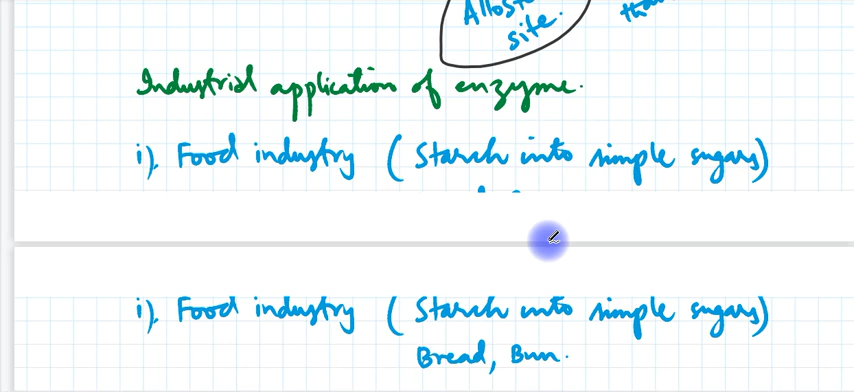 site.
Industrial application of enzyme.
i). Food industry ( Starch into simple sugars)
i). Food industry ( Starch into simple sugars)
Bread, Bun.